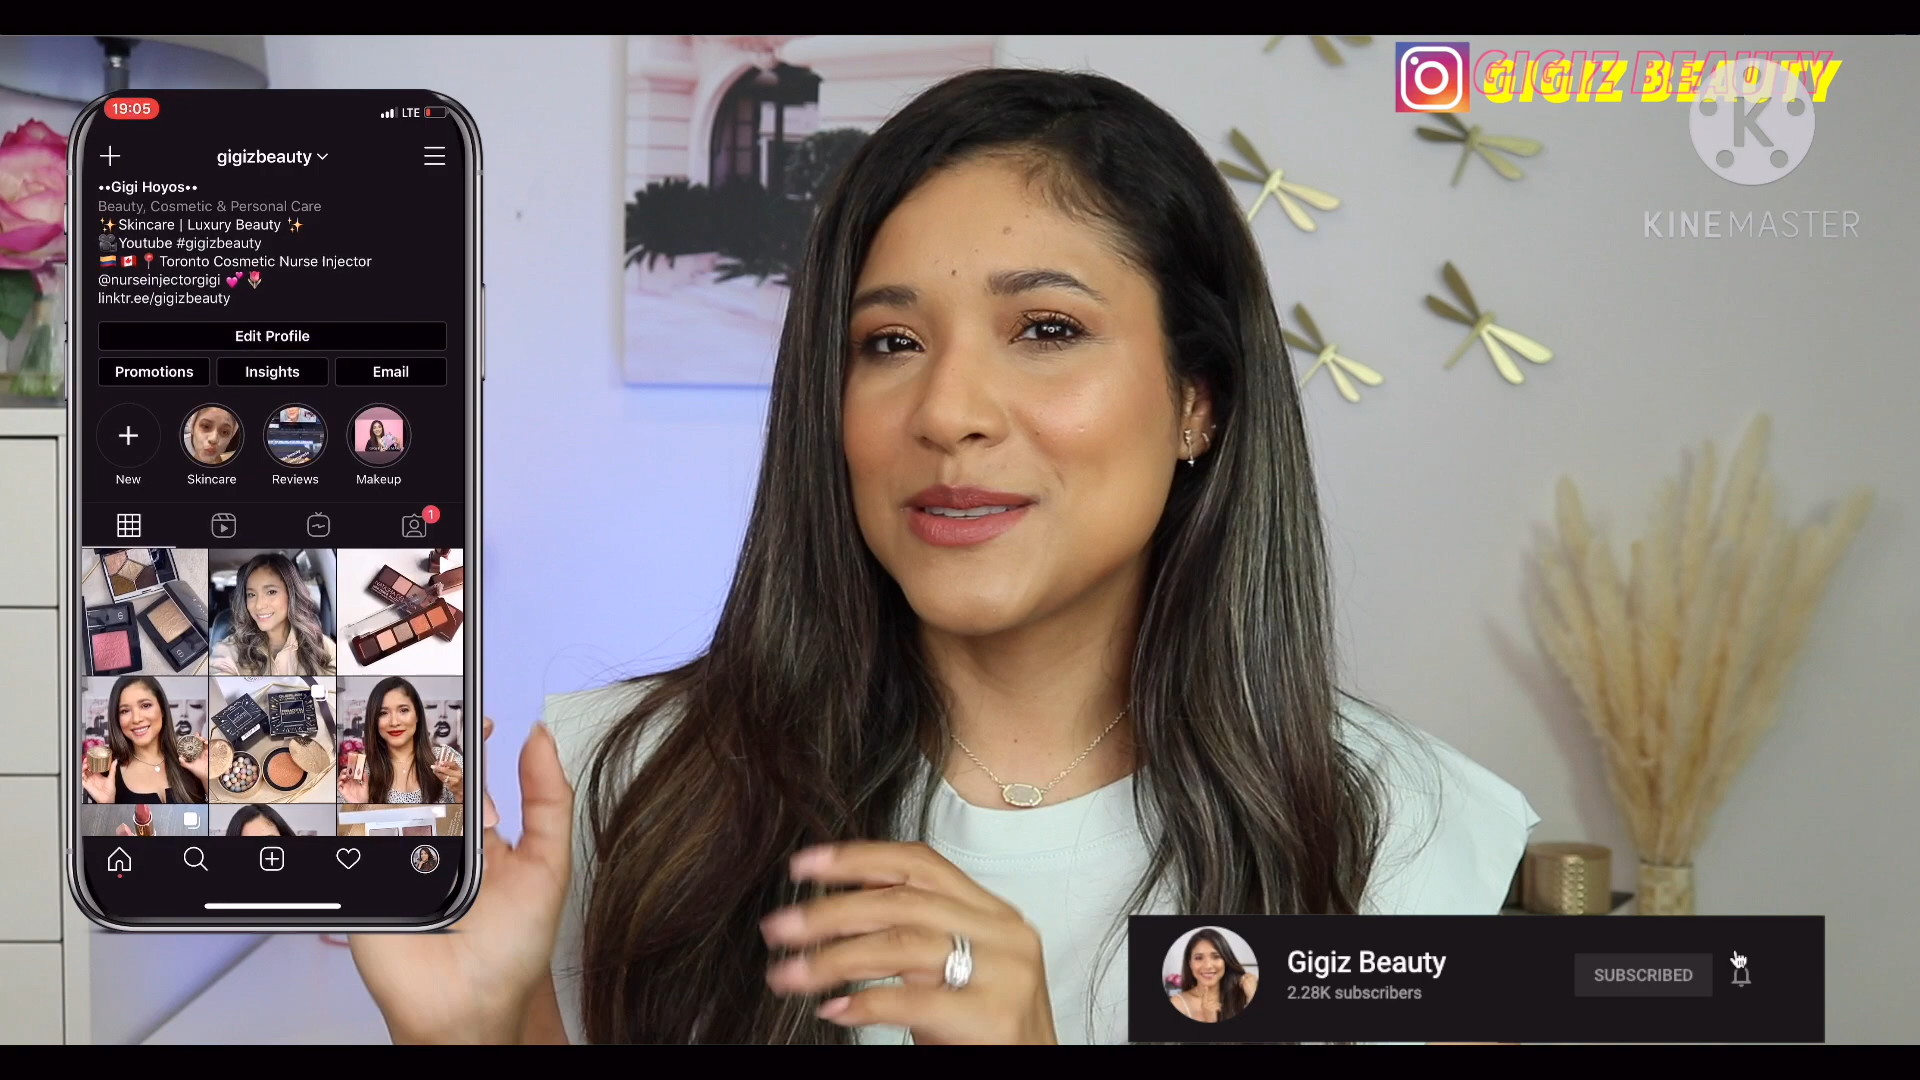 19:05
LTE
gigizbeauty
••Gigi Hoyos••
Beauty, Cosmetic & Personal Care
✨Skincare | Luxury Beauty ✨
🎥Youtube #gigizbeauty
🇨🇴 🇨🇦 📍 Toronto Cosmetic Nurse Injector
@nurseinjectorgigi 💕🌷
linktr.ee/gigizbeauty
Edit Profile
Promotions
Insights
Email
New
Skincare
Reviews
Makeup
1
GIGIZ BEAUTY
K
KINEMASTER
Gigiz Beauty
2.28K subscribers
SUBSCRIBED